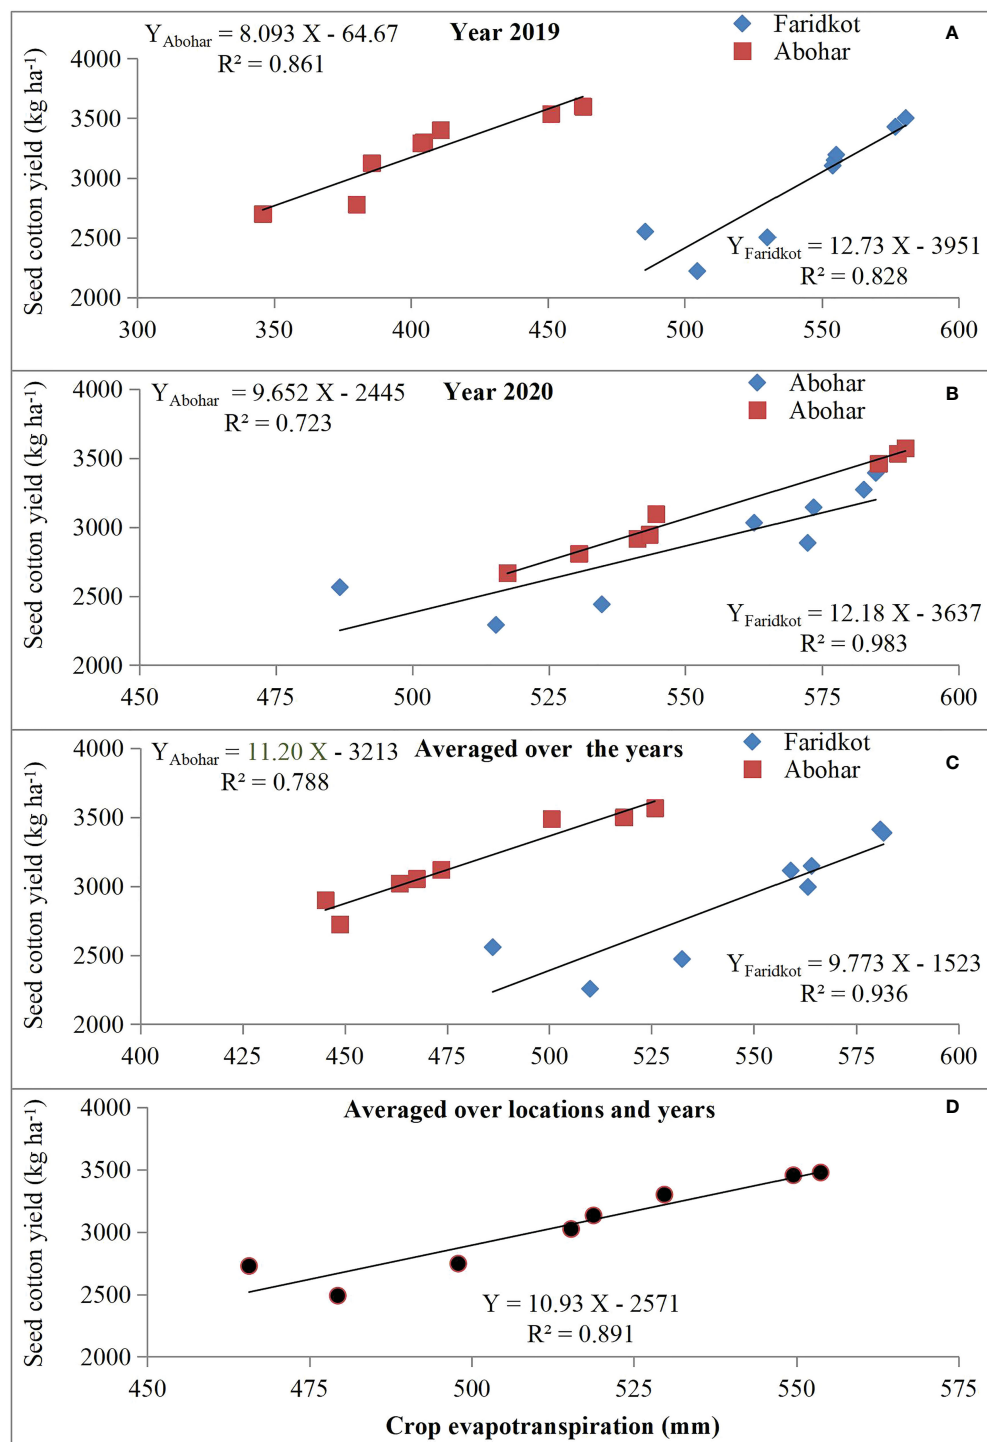 Y_Abohar = 8.093 X - 64.67
R² = 0.861
Year 2019
Faridkot
Abohar
A
Seed cotton yield (kg ha⁻¹)
4000
3500
3000
2500
2000
Y_Faridkot = 12.73 X - 3951
R² = 0.828
300 350 400 450 500 550 600
Y_Abohar = 9.652 X - 2445
R² = 0.723
Year 2020
Abohar
Abohar
B
Seed cotton yield (kg ha⁻¹)
4000
3500
3000
2500
2000
Y_Faridkot = 12.18 X - 3637
R² = 0.983
450 475 500 525 550 575 600
Y_Abohar = 11.20 X - 3213
R² = 0.788
Averaged over the years
Faridkot
Abohar
C
Seed cotton yield (kg ha⁻¹)
4000
3500
3000
2500
2000
Y_Faridkot = 9.773 X - 1523
R² = 0.936
400 425 450 475 500 525 550 575 600
Averaged over locations and years
D
Seed cotton yield (kg ha⁻¹)
4000
3500
3000
2500
2000
Y = 10.93 X - 2571
R² = 0.891
450 475 500 525 550 575
Crop evapotranspiration (mm)